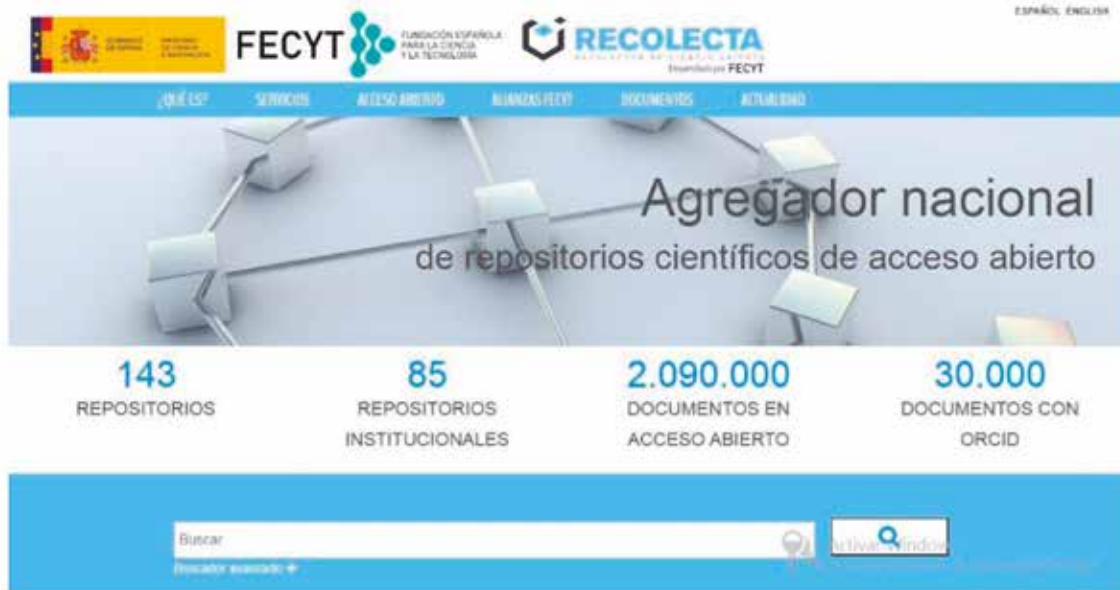 ESPAÑOL ENGLISH
FECYT
FUNDACIÓN ESPAÑOLA
PARA LA CIENCIA
Y LA TECNOLOGÍA
RECOLECTA
FECYT
¿QUÉ ES? SERVICIOS ACCESO ABIERTO ALIANZAS FECYT DOCUMENTOS ACTUALIDAD
Agregador nacional
de repositorios científicos de acceso abierto
143 85 2.090.000 30.000
REPOSITORIOS REPOSITORIOS DOCUMENTOS EN DOCUMENTOS CON
INSTITUCIONALES ACCESO ABIERTO ORCID
Buscar
Activar Window
Buscador avanzado +